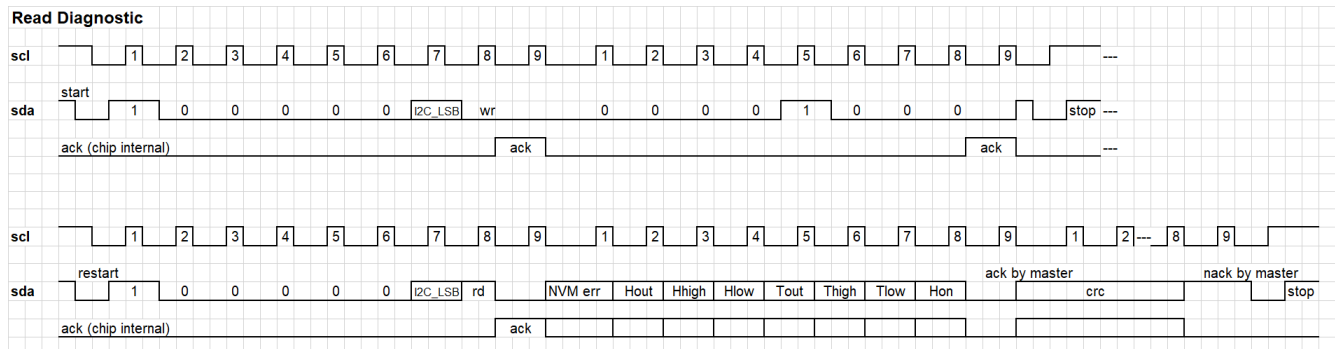 Read Diagnostic
scl 1 2 3 4 5 6 7 8 9 1 2 3 4 5 6 7 8 9 ---
start
sda 1 0 0 0 0 0 I2C_LSB wr 0 0 0 0 1 0 0 0 stop ---
ack (chip internal) ack ack ---
scl 1 2 3 4 5 6 7 8 9 1 2 3 4 5 6 7 8 9 1 2 --- 8 9
restart ack by master nack by master
sda 1 0 0 0 0 0 I2C_LSB rd NVM err Hout Hhigh Hlow Tout Thigh Tlow Hon crc stop
ack (chip internal) ack